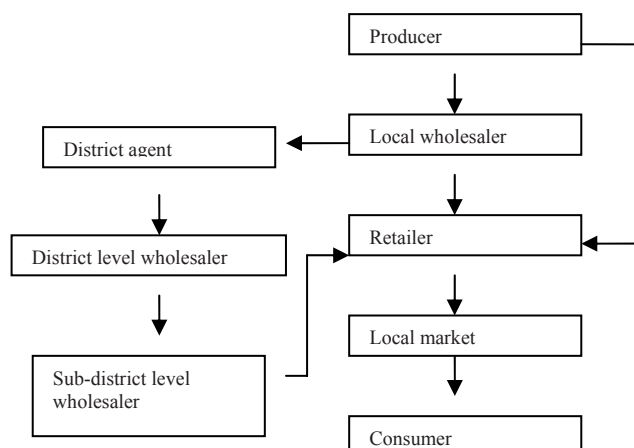 Producer
Local wholesaler
District agent
Retailer
District level wholesaler
Local market
Sub-district level
wholesaler
Consumer